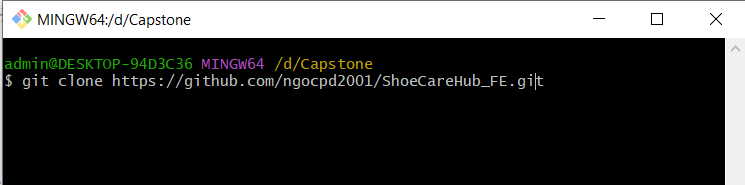 MINGW64:/d/Capstone
admin@DESKTOP-94D3C36 MINGW64 /d/Capstone
$ git clone https://github.com/ngocpd2001/ShoeCareHub_FE.git